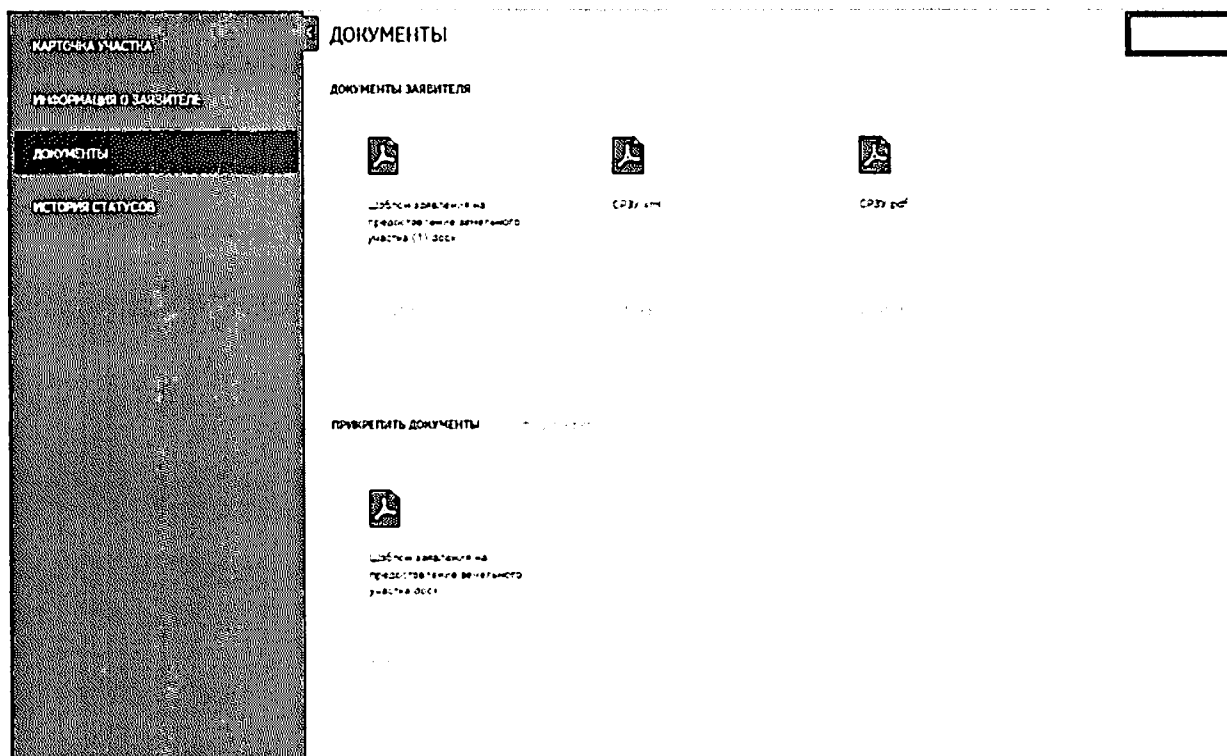 КАРТОЧКА УЧАСТКА
ИНФОРМАЦИЯ О ЗАЯВИТЕЛЕ
ДОКУМЕНТЫ
ИСТОРИЯ СТАТУСОВ
ДОКУМЕНТЫ
ДОКУМЕНТЫ ЗАЯВИТЕЛЯ
Шаблон заявления на
предоставление земельного
участка (1).docx
СРЗУ.xml
СРЗУ.pdf
ПРИКРЕПИТЬ ДОКУМЕНТЫ
Шаблон заявления на
предоставление земельного
участка.docx